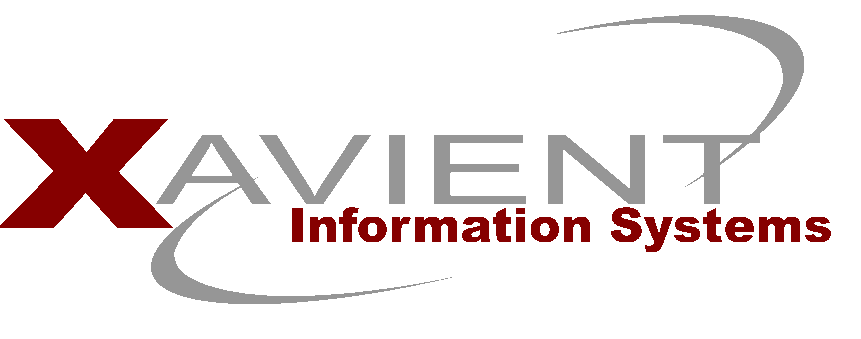 XAVIENT
Information Systems